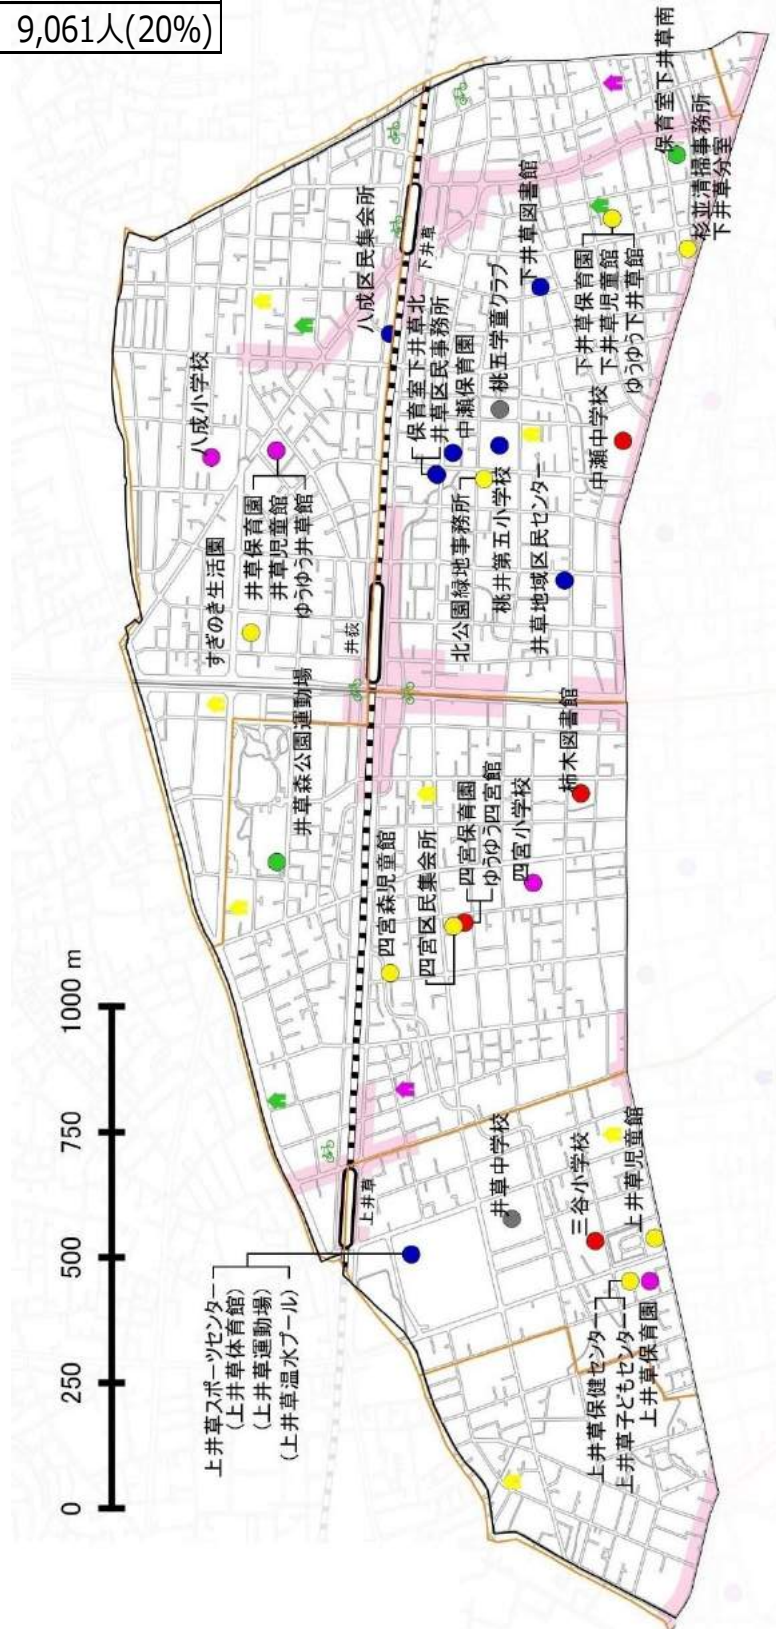 9,061人(20%)
保育室下井草南
杉並清掃事務所
下井草分室
八成区民集会所
下井草
下井草図書館
下井草保育園
下井草児童館
ゆうゆう下井草館
保育室下井草北
井草区民事務所
中瀬保育園
桃五学童クラブ
八成小学校
中瀬中学校
井草保育園
井草児童館
ゆうゆう井草館
すぎのき生活園
北公園緑地事務所
桃井第五小学校
井草地域区民センター
井荻
井草森公園運動場
柿木図書館
四宮森児童館
四宮区民集会所
四宮保育園
ゆうゆう四宮館
四宮小学校
1000 m
750
500
250
0
井草中学校
三谷小学校
上井草児童館
上井草
上井草スポーツセンター
(上井草体育館)
(上井草運動場)
(上井草温水プール)
上井草保健センター
上井草子どもセンター
上井草保育園